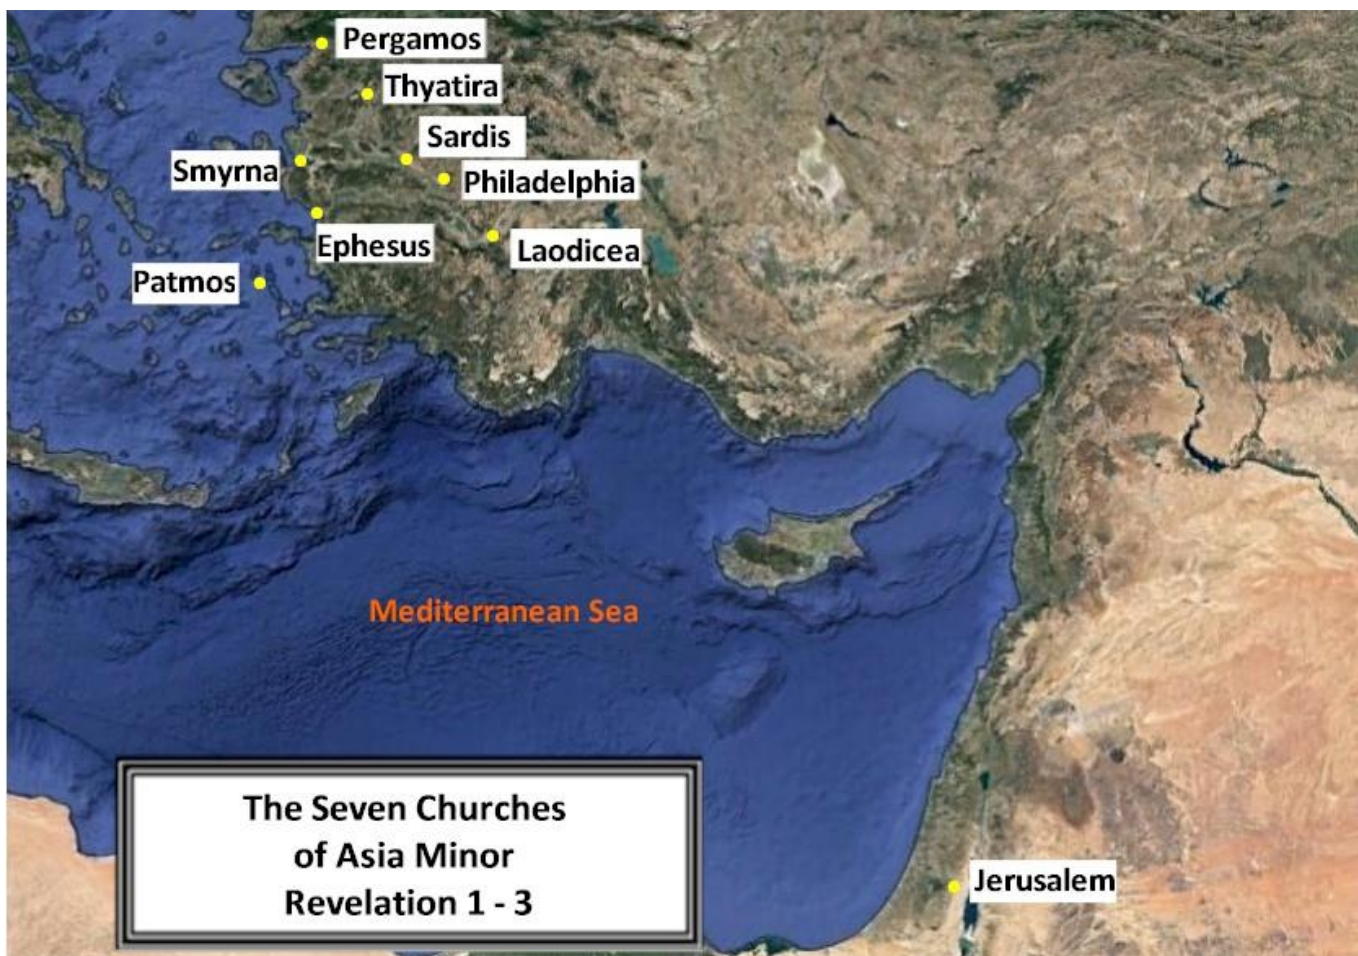 Pergamos
Thyatira
Sardis
Smyrna
Philadelphia
Ephesus
Laodicea
Patmos
Mediterranean Sea
The Seven Churches
of Asia Minor
Revelation 1 - 3
Jerusalem